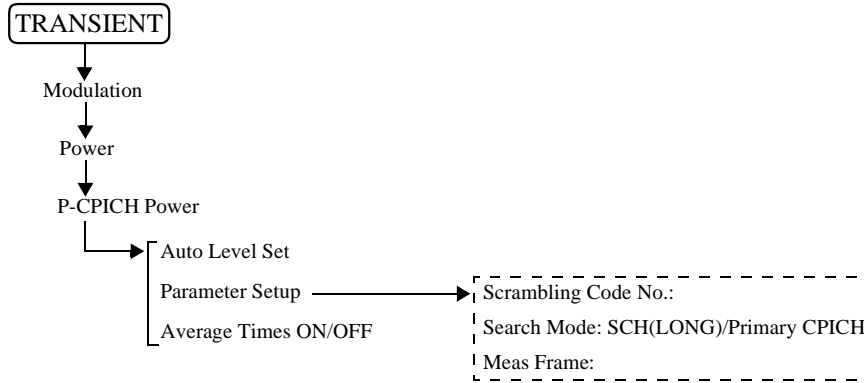 TRANSIENT
Modulation
Power
P-CPICH Power
Auto Level Set
Parameter Setup
Average Times ON/OFF
Scrambling Code No.:
Search Mode: SCH(LONG)/Primary CPICH
Meas Frame: